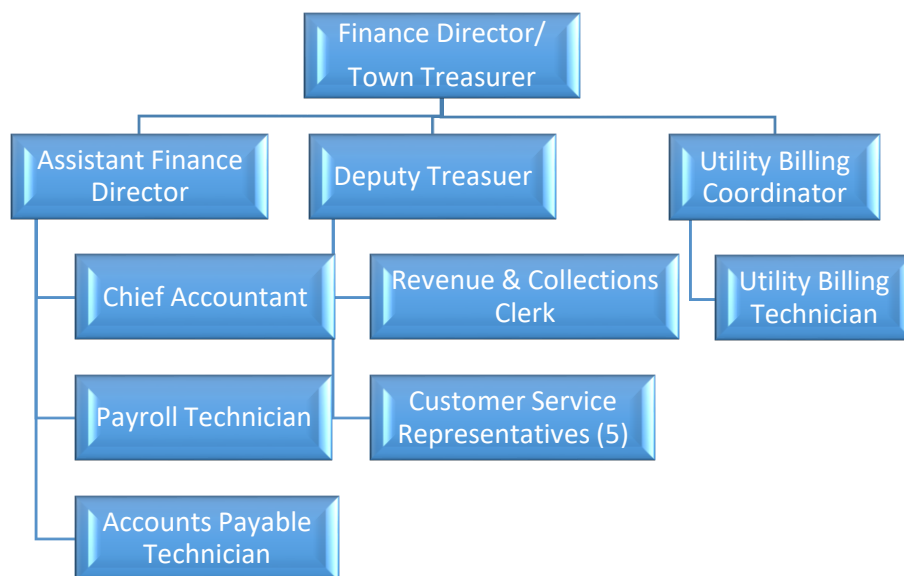 Finance Director/
Town Treasurer
Assistant Finance
Director
Deputy Treasuer
Utility Billing
Coordinator
Chief Accountant
Revenue & Collections
Clerk
Utility Billing
Technician
Payroll Technician
Customer Service
Representatives (5)
Accounts Payable
Technician